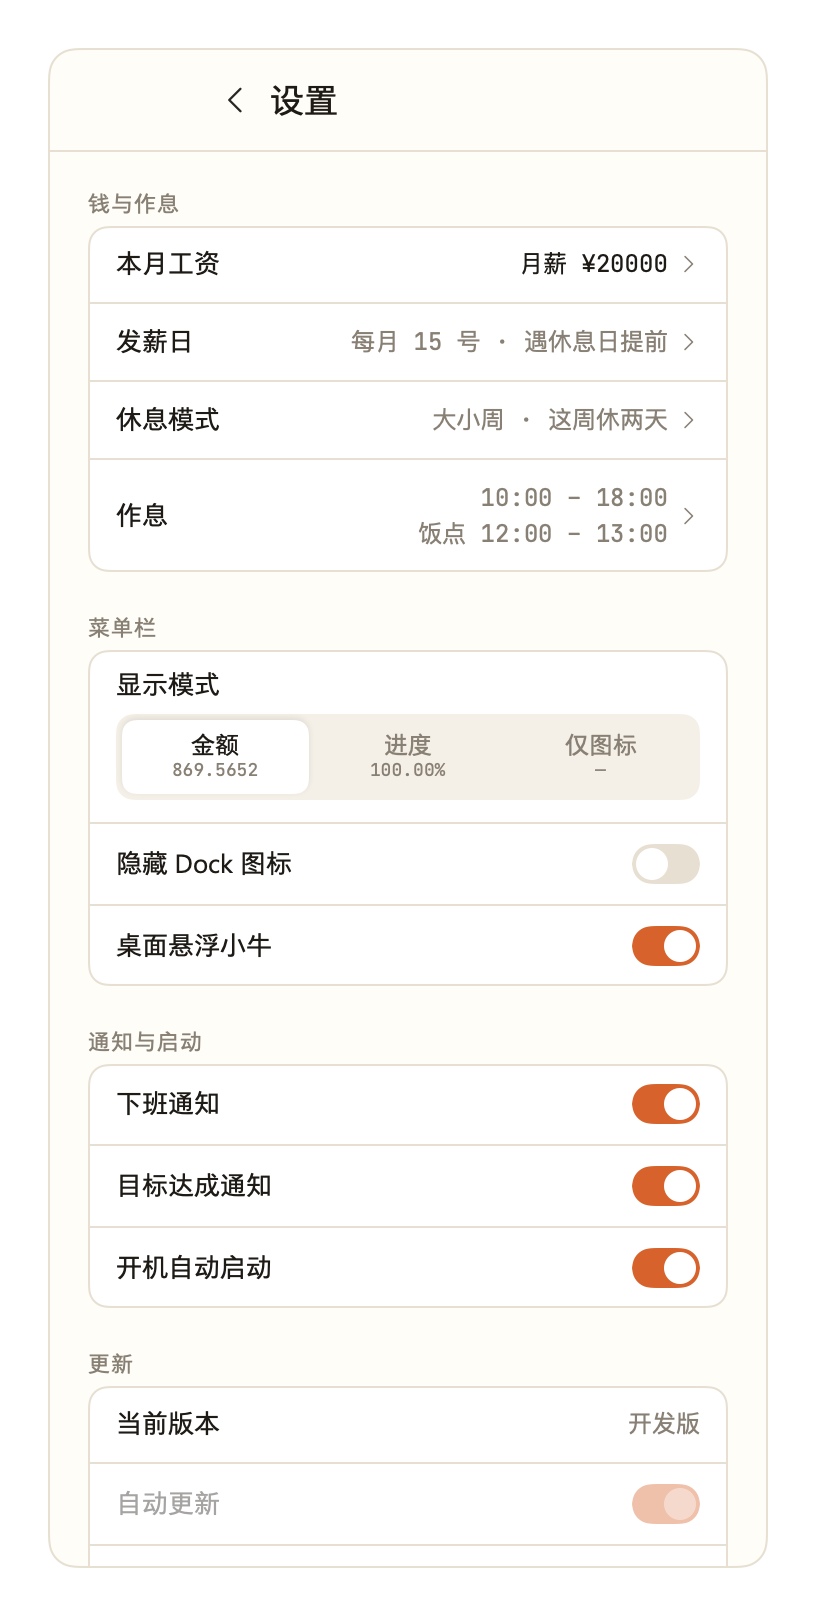 设置
钱与作息
本月工资 月薪 ¥20000
发薪日 每月 15 号 · 遇休息日提前
休息模式 大小周 · 这周休两天
作息 10:00 – 18:00
饭点 12:00 – 13:00
菜单栏
显示模式
金额 进度 仅图标
869.5652 100.00% —
隐藏 Dock 图标
桌面悬浮小牛
通知与启动
下班通知
目标达成通知
开机自动启动
更新
当前版本 开发版
自动更新